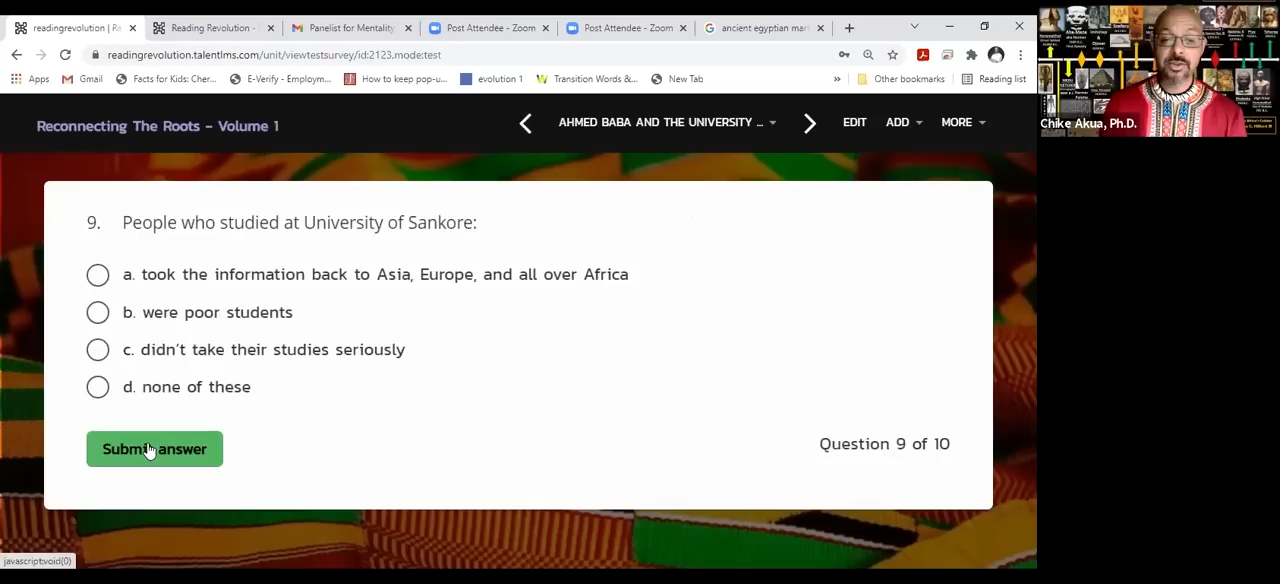 readingrevolution | R
Reading Revolution -
Panelist for Mentality
Post Attendee - Zoom
Post Attendee - Zoom
ancient egyptian mar
readingrevolution.talentlms.com/unit/viewtestsurvey/id:2123,mode:test
Apps
Gmail
Facts for Kids: Cher...
E-Verify - Employm...
How to keep pop-u...
evolution 1
Transition Words &...
New Tab
»
Other bookmarks
Reading list
Reconnecting The Roots - Volume 1
AHMED BABA AND THE UNIVERSITY ...
EDIT
ADD
MORE
9. People who studied at University of Sankore:
a. took the information back to Asia, Europe, and all over Africa
b. were poor students
c. didn't take their studies seriously
d. none of these
Submit answer
Question 9 of 10
javascript:void(0)
Chike Akua, Ph.D.